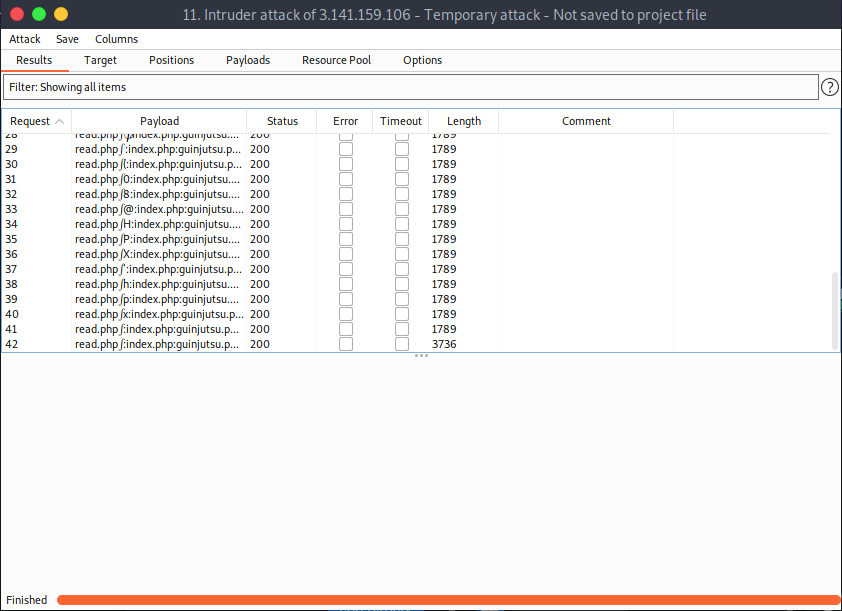 11. Intruder attack of 3.141.159.106 - Temporary attack - Not saved to project file
Attack Save Columns
Results Target Positions Payloads Resource Pool Options
Filter: Showing all items ?
Request Payload Status Error Timeout Length Comment
28 200 1789
29 read.php∫:index.php:guinjutsu.p... 200 1789
30 read.php∫(:index.php:guinjutsu.... 200 1789
31 read.php∫0:index.php:guinjutsu.... 200 1789
32 read.php∫8:index.php:guinjutsu.... 200 1789
33 read.php∫@:index.php:guinjutsu.... 200 1789
34 read.php∫H:index.php:guinjutsu.... 200 1789
35 read.php∫P:index.php:guinjutsu.... 200 1789
36 read.php∫X:index.php:guinjutsu.... 200 1789
37 read.php∫`:index.php:guinjutsu.p... 200 1789
38 read.php∫h:index.php:guinjutsu.... 200 1789
39 read.php∫p:index.php:guinjutsu.... 200 1789
40 read.php∫x:index.php:guinjutsu.p... 200 1789
41 read.php∫:index.php:guinjutsu.p... 200 1789
42 read.php∫:index.php:guinjutsu.p... 200 3736
Finished